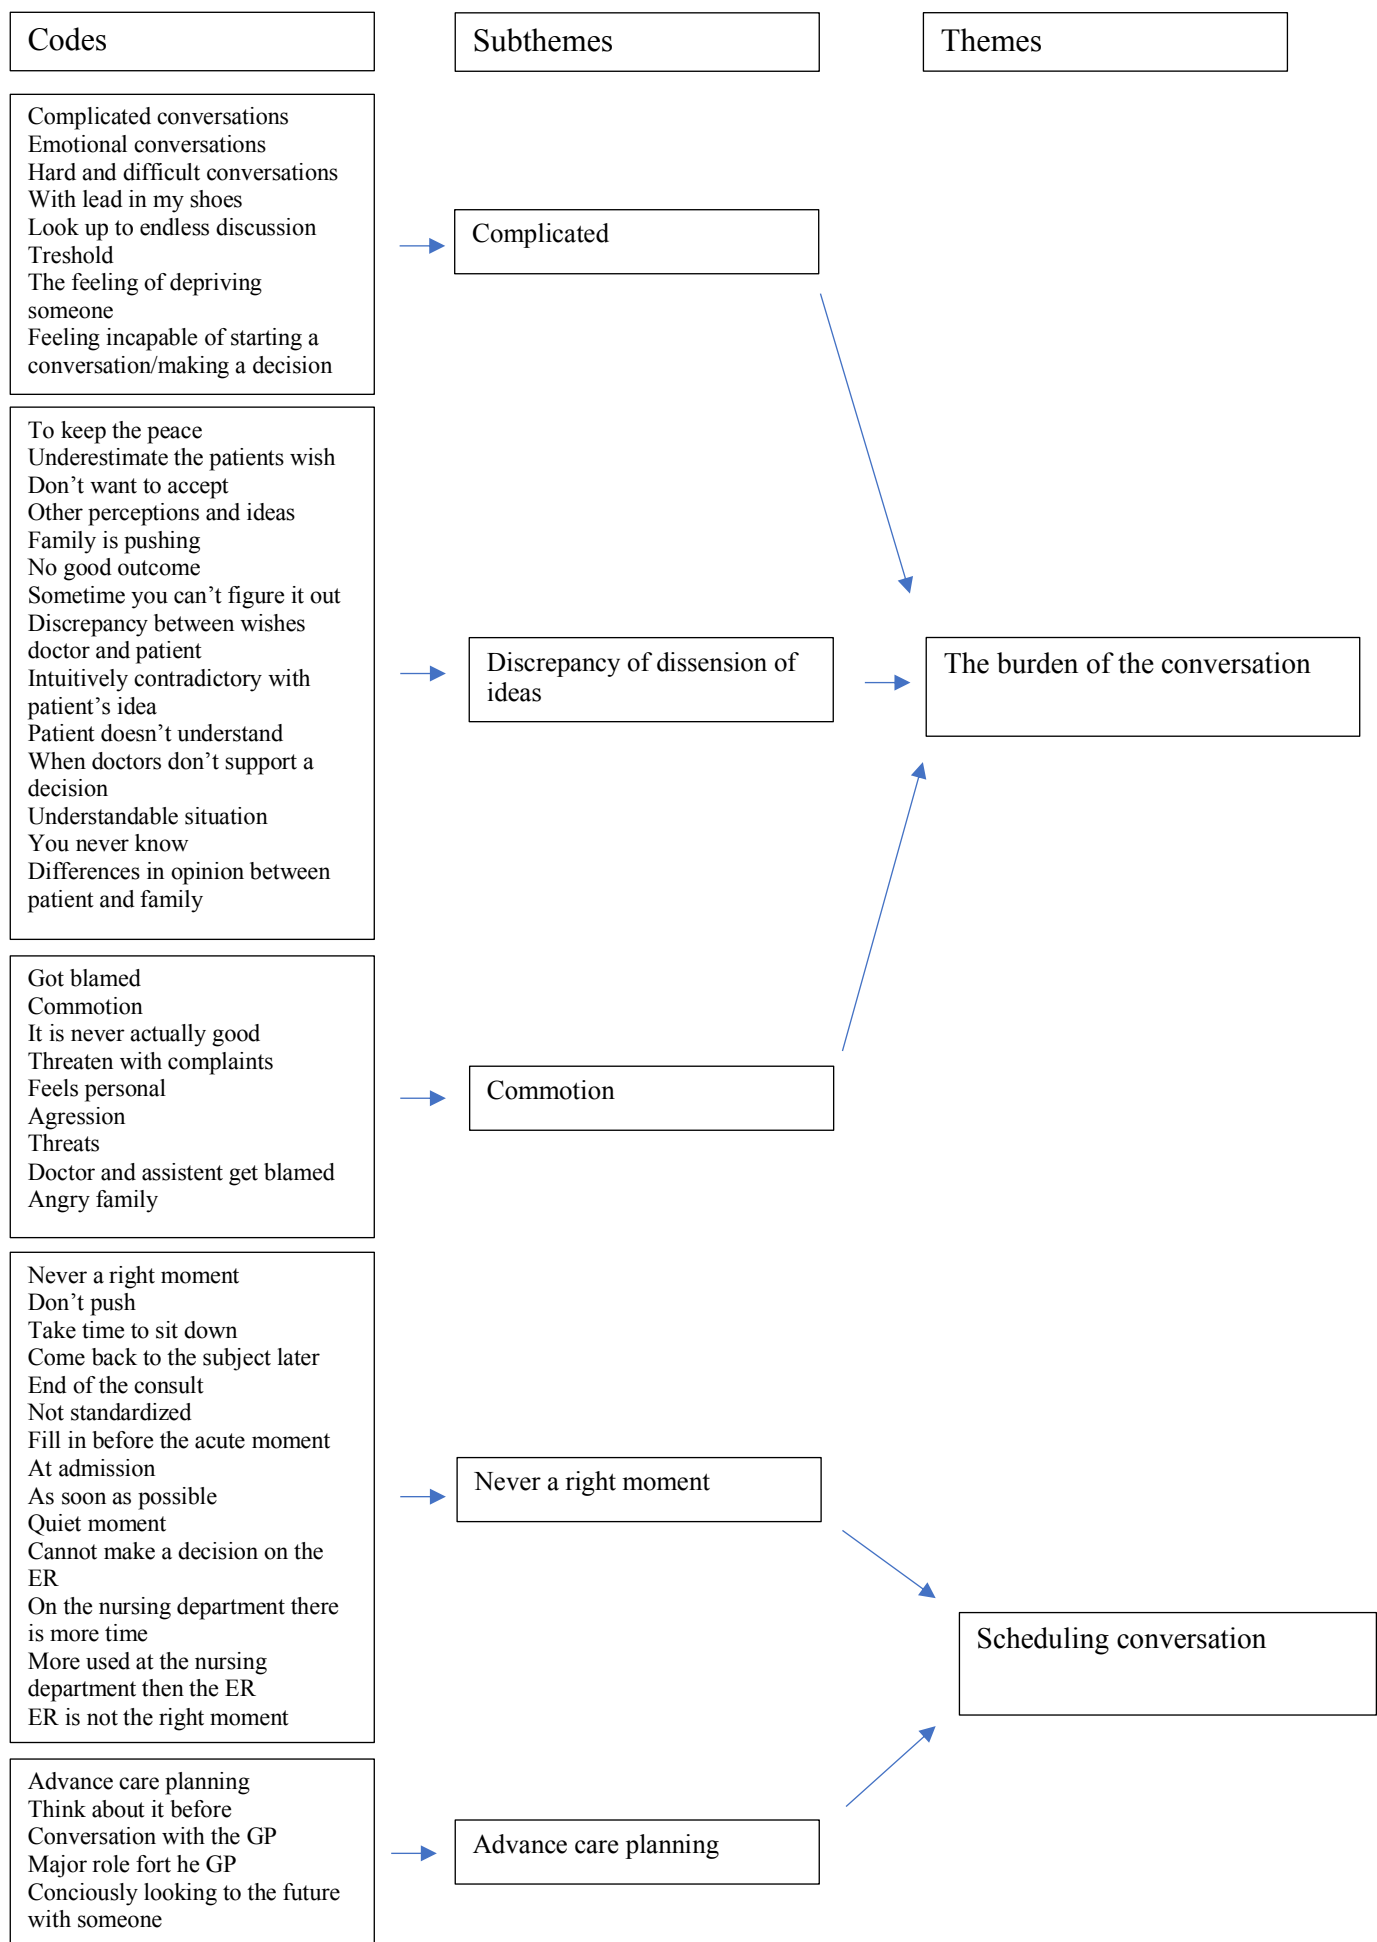 Codes
Subthemes
Themes
Complicated conversations
Emotional conversations
Hard and difficult conversations
With lead in my shoes
Look up to endless discussion
Treshold
The feeling of depriving
someone
Feeling incapable of starting a
conversation/making a decision
Complicated
To keep the peace
Underestimate the patients wish
Don’t want to accept
Other perceptions and ideas
Family is pushing
No good outcome
Sometime you can’t figure it out
Discrepancy between wishes
doctor and patient
Intuitively contradictory with
patient’s idea
Patient doesn’t understand
When doctors don’t support a
decision
Understandable situation
You never know
Differences in opinion between
patient and family
Discrepancy of dissension of
ideas
The burden of the conversation
Got blamed
Commotion
It is never actually good
Threaten with complaints
Feels personal
Agression
Threats
Doctor and assistent get blamed
Angry family
Commotion
Never a right moment
Don’t push
Take time to sit down
Come back to the subject later
End of the consult
Not standardized
Fill in before the acute moment
At admission
As soon as possible
Quiet moment
Cannot make a decision on the
ER
On the nursing department there
is more time
More used at the nursing
department then the ER
ER is not the right moment
Never a right moment
Scheduling conversation
Advance care planning
Think about it before
Conversation with the GP
Major role fort he GP
Conciously looking to the future
with someone
Advance care planning